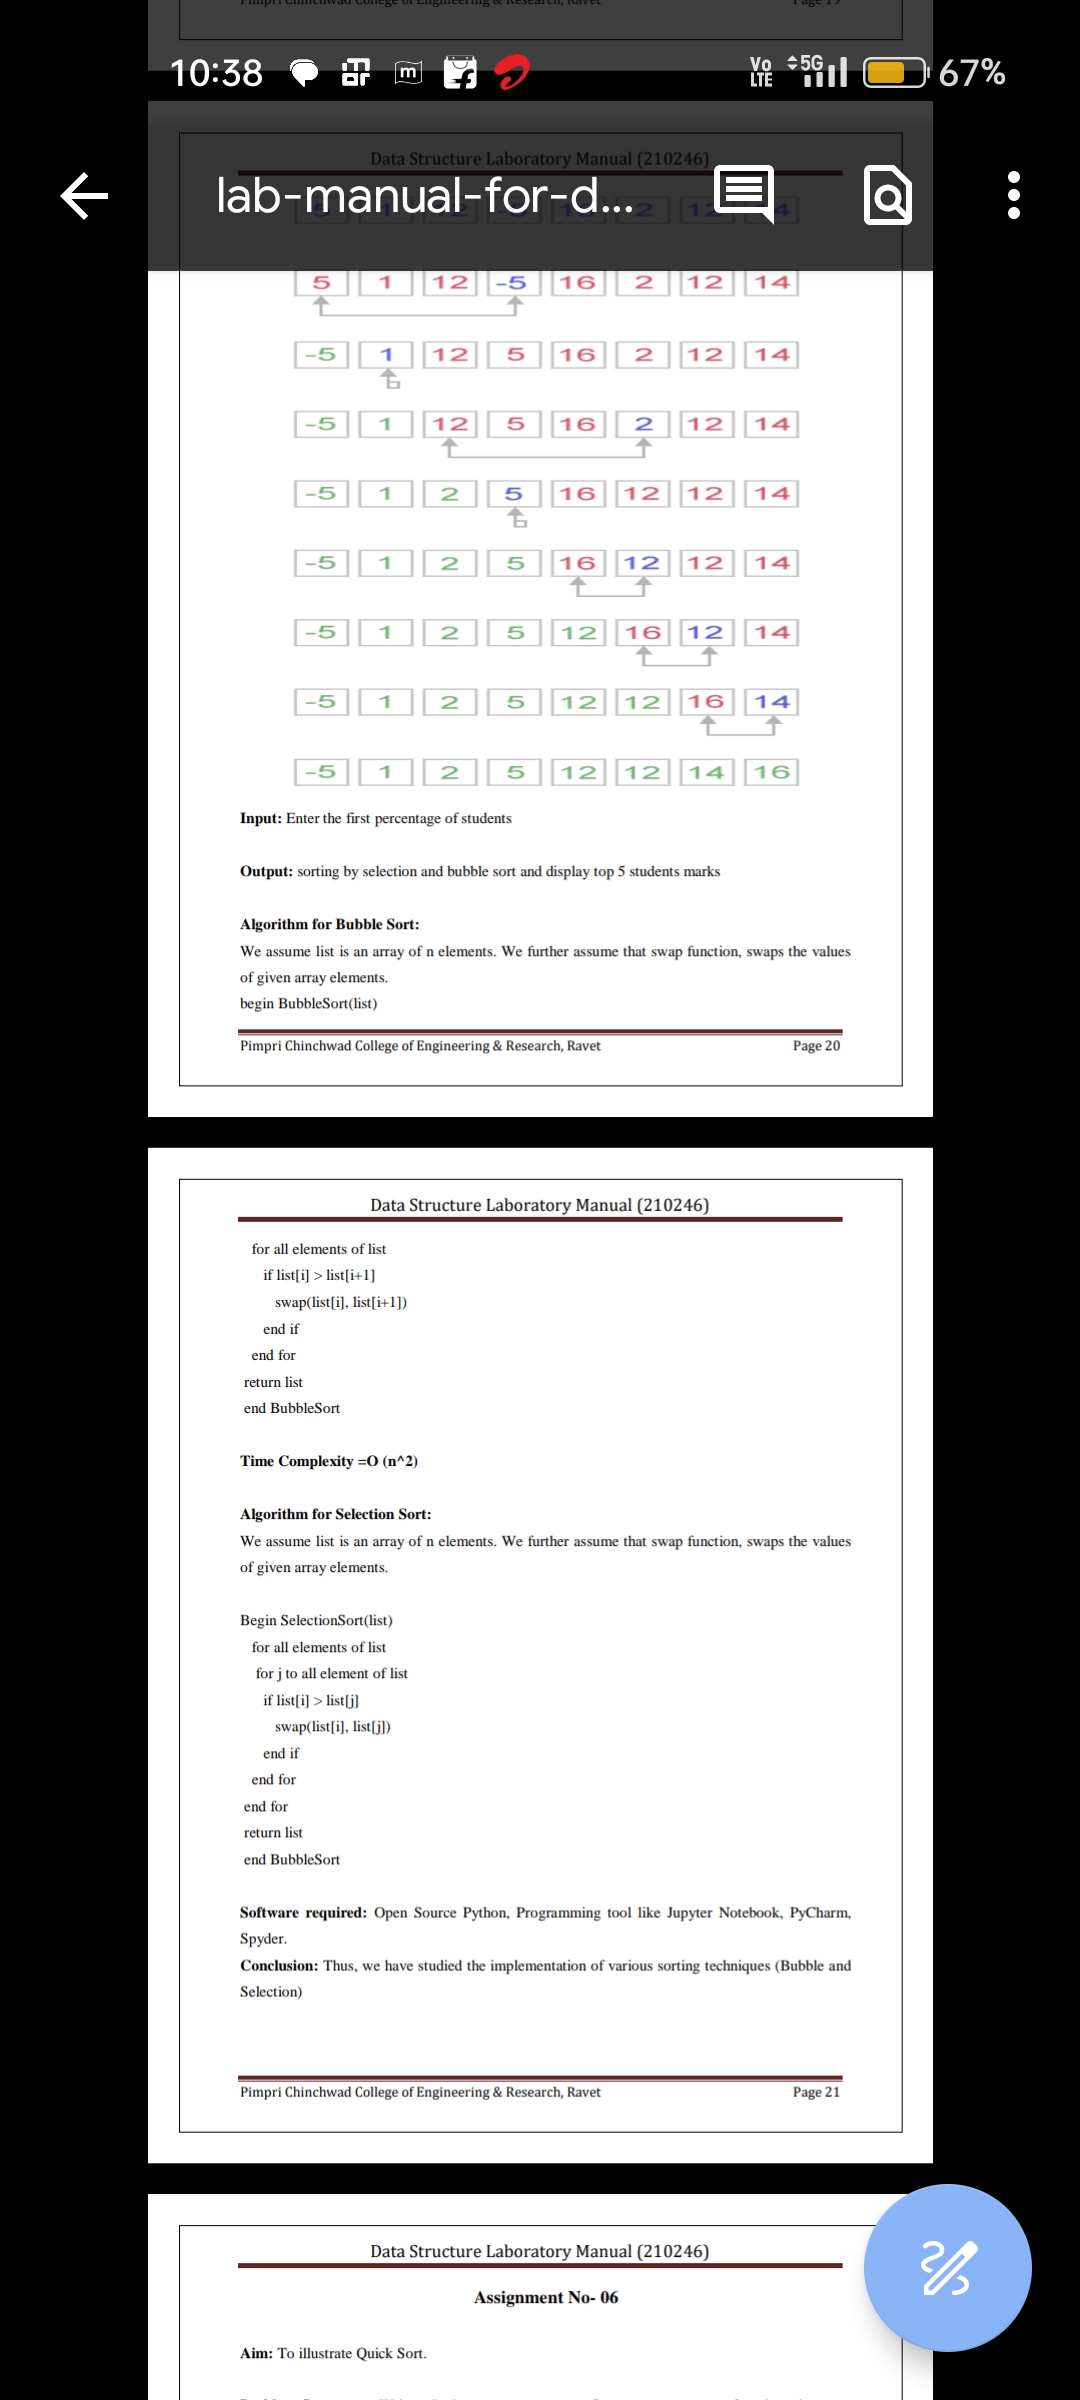 Pimpri Chinchwad College of Engineering & Research, Ravet Page 19
10:38 m Vo LTE 5G 67%
Data Structure Laboratory Manual (210246)
lab-manual-for-d...
5 1 12 -5 16 2 12 14
-5 1 12 5 16 2 12 14
-5 1 12 5 16 2 12 14
-5 1 2 5 16 12 12 14
-5 1 2 5 16 12 12 14
-5 1 2 5 12 16 12 14
-5 1 2 5 12 12 16 14
-5 1 2 5 12 12 14 16
Input: Enter the first percentage of students
Output: sorting by selection and bubble sort and display top 5 students marks
Algorithm for Bubble Sort:
We assume list is an array of n elements. We further assume that swap function, swaps the values
of given array elements.
begin BubbleSort(list)
Pimpri Chinchwad College of Engineering & Research, Ravet Page 20
Data Structure Laboratory Manual (210246)
for all elements of list
if list[i] > list[i+1]
swap(list[i], list[i+1])
end if
end for
return list
end BubbleSort
Time Complexity =O (n^2)
Algorithm for Selection Sort:
We assume list is an array of n elements. We further assume that swap function, swaps the values
of given array elements.
Begin SelectionSort(list)
for all elements of list
for j to all element of list
if list[i] > list[j]
swap(list[i], list[j])
end if
end for
end for
return list
end BubbleSort
Software required: Open Source Python, Programming tool like Jupyter Notebook, PyCharm,
Spyder.
Conclusion: Thus, we have studied the implementation of various sorting techniques (Bubble and
Selection)
Pimpri Chinchwad College of Engineering & Research, Ravet Page 21
Data Structure Laboratory Manual (210246)
Assignment No- 06
Aim: To illustrate Quick Sort.